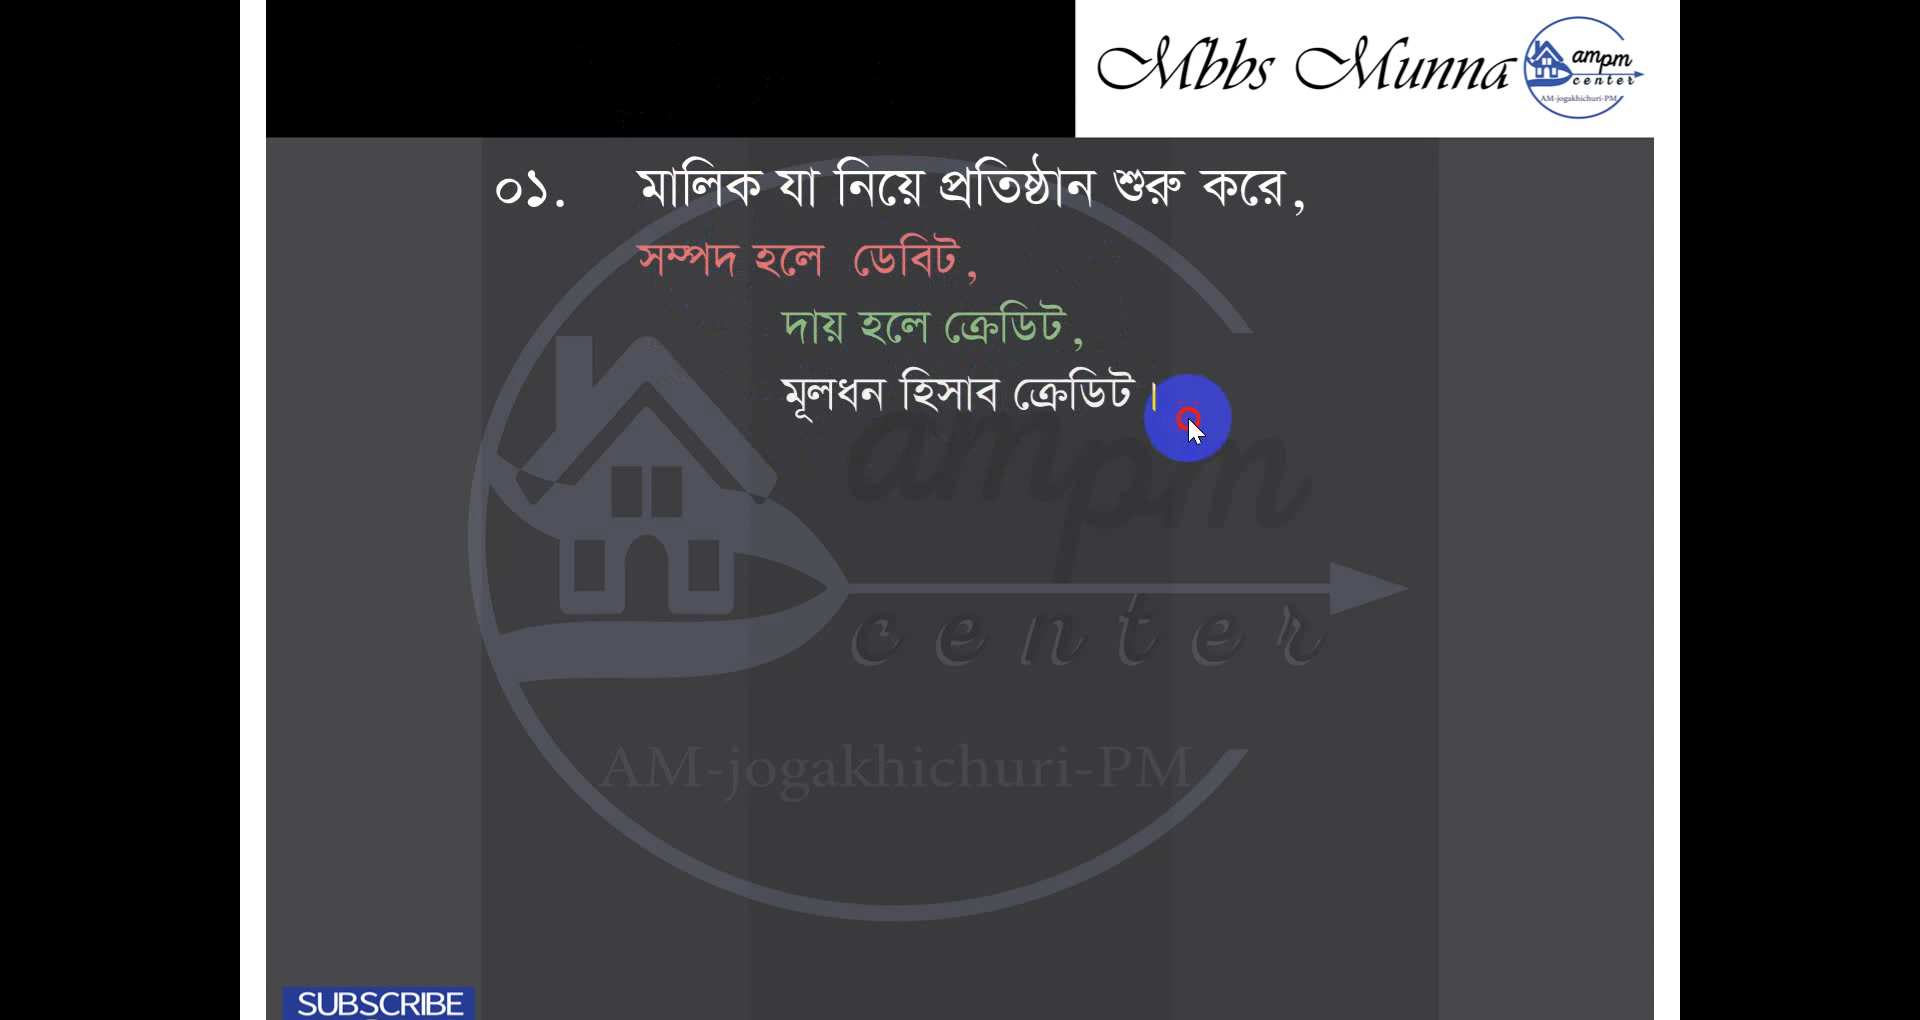 Mbbs Munna
ampm
center
AM-jogakhichuri-PM
০১. মালিক যা নিয়ে প্রতিষ্ঠান শুরু করে,
সম্পদ হলে ডেবিট,
দায় হলে ক্রেডিট,
মূলধন হিসাব ক্রেডিট।
ampm
center
AM-jogakhichuri-PM
SUBSCRIBE